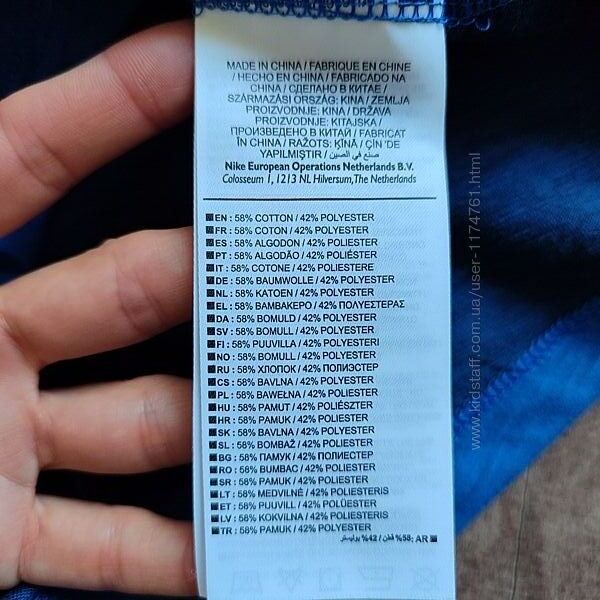 MADE IN CHINA / FABRIQUE EN CHINE
/ HECHO EN CHINA / FABRICADO NA
CHINA / СДЕЛАНО В КИТАЕ /
SZÁRMAZÁSI ORSZÁG: KINA / ZEMLJA
PROIZVODNJE: KINA / DRŽAVA
PROIZVODNJE: KITAJSKA /
ПРОИЗВЕДЕНО В КИТАЙ / FABRICAT
ÎN CHINA / RAŽOTS: ĶĪNĀ / ÇİN 'DE
YAPILMIŞTIR / صنع في الصين
Nike European Operations Netherlands B.V.
Colosseum 1, 1213 NL Hilversum, The Netherlands
EN : 58% COTTON / 42% POLYESTER
FR : 58% COTON / 42% POLYESTER
ES : 58% ALGODON / 42% POLIESTER
PT : 58% ALGODÃO / 42% POLIÉSTER
IT : 58% COTONE / 42% POLIESTERE
DE : 58% BAUMWOLLE / 42% POLYESTER
NL : 58% KATOEN / 42% POLYESTER
EL : 58% ΒΑΜΒΑΚΕΡΟ / 42% ΠΟΛΥΕΣΤΕΡΑΣ
DA : 58% BOMULD / 42% POLYESTER
SV : 58% BOMULL / 42% POLYESTER
FI : 58% PUUVILLA / 42% POLYESTERI
NO : 58% BOMULL / 42% POLYESTER
RU : 58% ХЛОПОК / 42% ПОЛИЭСТЕР
CS : 58% BAVLNA / 42% POLYESTER
PL : 58% BAWEŁNA / 42% POLYESTER
HU : 58% PAMUT / 42% POLIÉSZTER
HR : 58% PAMUK / 42% POLIESTER
SK : 58% BAVLNA / 42% POLYESTER
SL : 58% BOMBAŽ / 42% POLIESTER
BG : 58% ПАМУК / 42% ПОЛИЕСТЕР
RO : 58% BUMBAC / 42% POLIESTER
SR : 58% PAMUK / 42% POLIESTER
LT : 58% MEDVILNĖ / 42% POLIESTERIS
ET : 58% PUUVILL / 42% POLÜESTER
LV : 58% KOKVILNA / 42% POLIESTERIS
TR : 58% PAMUK / 42% POLYESTER
AR :58% قطن / 42% بوليستر
www.kidstaff.com.ua/user-1174761.html